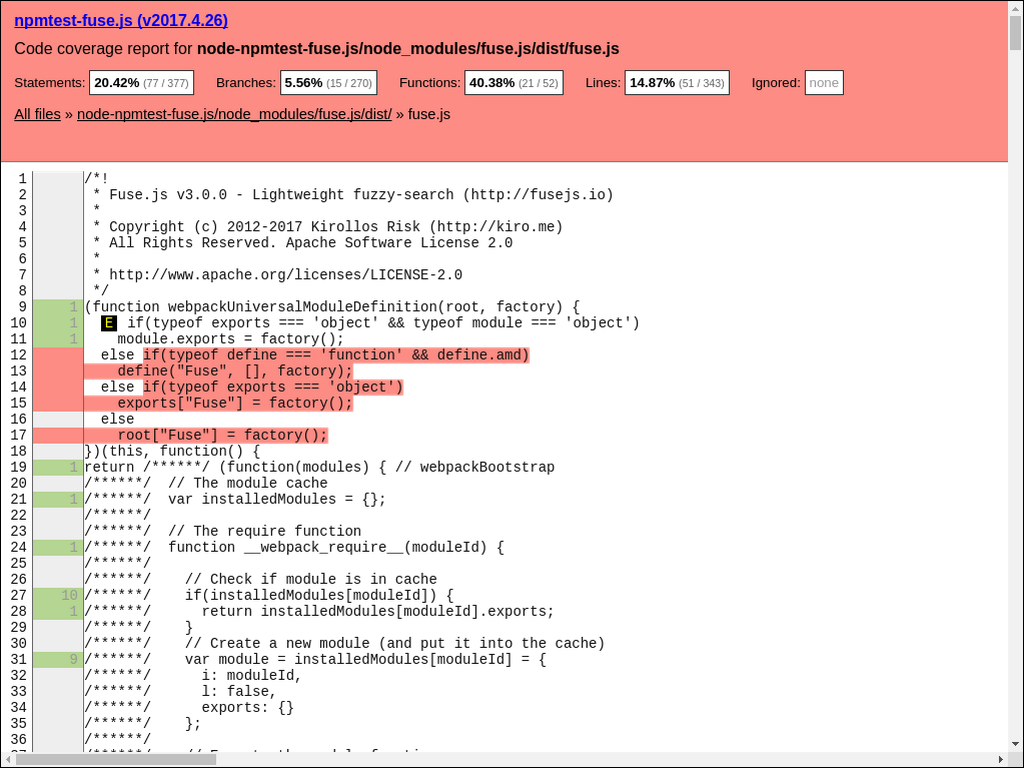 npmtest-fuse.js (v2017.4.26)
Code coverage report for node-npmtest-fuse.js/node_modules/fuse.js/dist/fuse.js
Statements: 20.42% (77 / 377) Branches: 5.56% (15 / 270) Functions: 40.38% (21 / 52) Lines: 14.87% (51 / 343) Ignored: none
All files » node-npmtest-fuse.js/node_modules/fuse.js/dist/ » fuse.js
1 /*!
2  * Fuse.js v3.0.0 - Lightweight fuzzy-search (http://fusejs.io)
3  *
4  * Copyright (c) 2012-2017 Kirollos Risk (http://kiro.me)
5  * All Rights Reserved. Apache Software License 2.0
6  *
7  * http://www.apache.org/licenses/LICENSE-2.0
8  */
9 1 (function webpackUniversalModuleDefinition(root, factory) {
10 1 E if(typeof exports === 'object' && typeof module === 'object')
11 1 module.exports = factory();
12 else if(typeof define === 'function' && define.amd)
13 define("Fuse", [], factory);
14 else if(typeof exports === 'object')
15 exports["Fuse"] = factory();
16 else
17 root["Fuse"] = factory();
18 })(this, function() {
19 1 return /******/ (function(modules) { // webpackBootstrap
20 /******/ // The module cache
21 1 /******/ var installedModules = {};
22 /******/
23 /******/ // The require function
24 1 /******/ function __webpack_require__(moduleId) {
25 /******/
26 /******/ // Check if module is in cache
27 10 /******/ if(installedModules[moduleId]) {
28 1 /******/ return installedModules[moduleId].exports;
29 /******/ }
30 /******/ // Create a new module (and put it into the cache)
31 9 /******/ var module = installedModules[moduleId] = {
32 /******/ i: moduleId,
33 /******/ l: false,
34 /******/ exports: {}
35 /******/ };
36 /******/